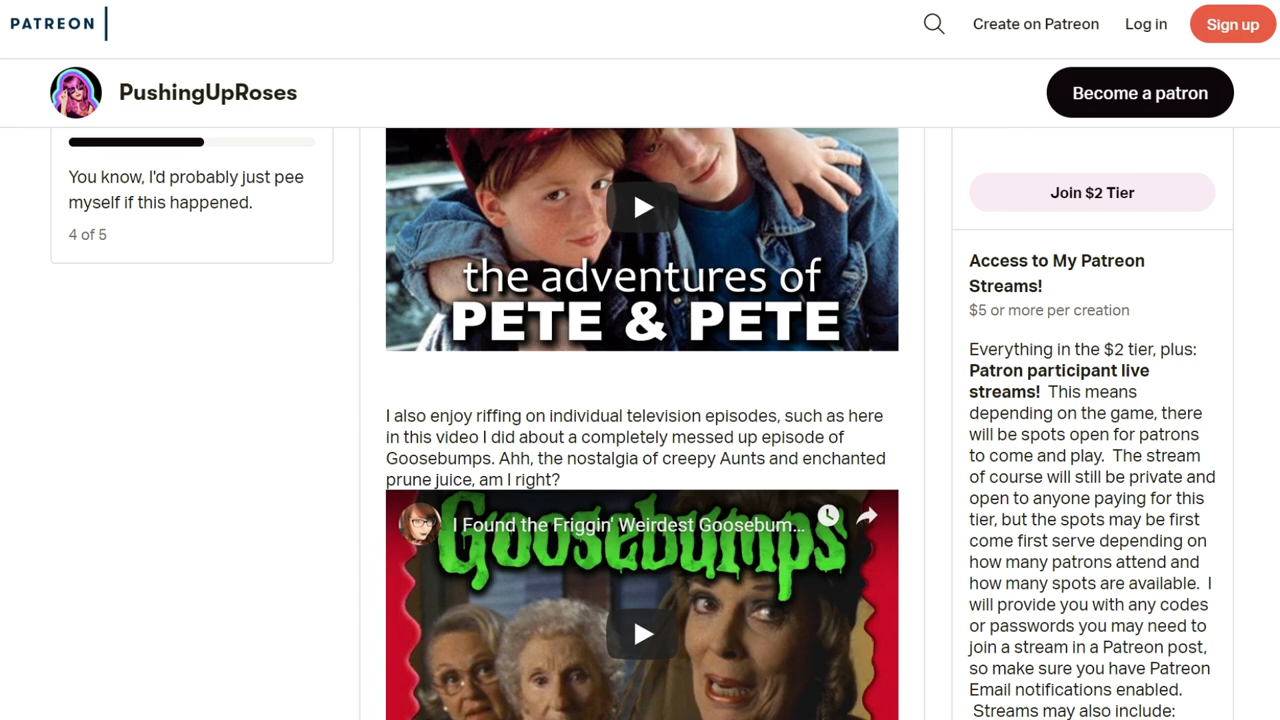 PATREON
Create on Patreon
Log in
Sign up
PushingUpRoses
Become a patron
You know, I'd probably just pee
myself if this happened.
4 of 5
the adventures of
PETE & PETE
I also enjoy riffing on individual television episodes, such as here
in this video I did about a completely messed up episode of
Goosebumps. Ahh, the nostalgia of creepy Aunts and enchanted
prune juice, am I right?
I Found the Friggin' Weirdest Goosebum...
Goosebumps
Join $2 Tier
Access to My Patreon
Streams!
$5 or more per creation
Everything in the $2 tier, plus:
Patron participant live
streams!  This means
depending on the game, there
will be spots open for patrons
to come and play.  The stream
of course will still be private and
open to anyone paying for this
tier, but the spots may be first
come first serve depending on
how many patrons attend and
how many spots are available.  I
will provide you with any codes
or passwords you may need to
join a stream in a Patreon post,
so make sure you have Patreon
Email notifications enabled.
Streams may also include: